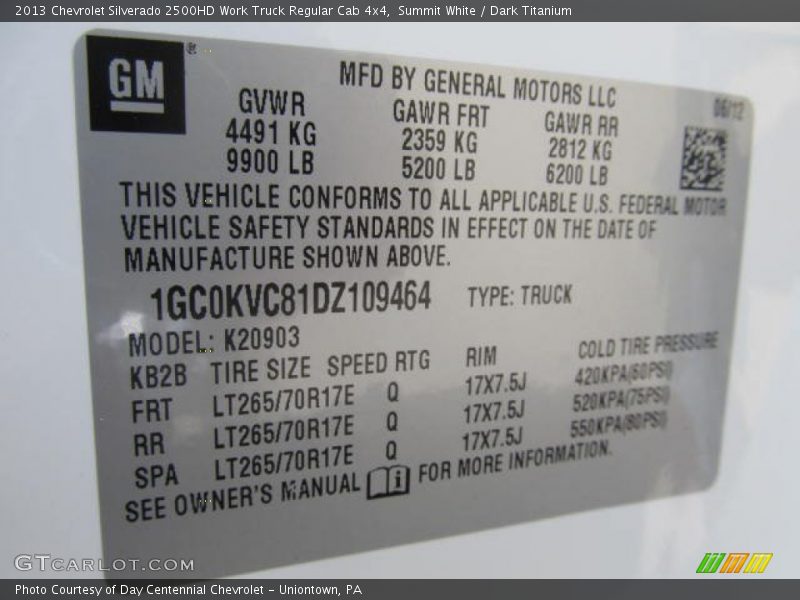 2013 Chevrolet Silverado 2500HD Work Truck Regular Cab 4x4, Summit White / Dark Titanium
GM ®
MFD BY GENERAL MOTORS LLC 06/12
GVWR GAWR FRT GAWR RR
4491 KG 2359 KG 2812 KG
9900 LB 5200 LB 6200 LB
THIS VEHICLE CONFORMS TO ALL APPLICABLE U.S. FEDERAL MOTOR
VEHICLE SAFETY STANDARDS IN EFFECT ON THE DATE OF
MANUFACTURE SHOWN ABOVE.
1GC0KVC81DZ109464 TYPE: TRUCK
MODEL: K20903
KB2B TIRE SIZE SPEED RTG RIM COLD TIRE PRESSURE
FRT LT265/70R17E Q 17X7.5J 420KPA(60PSI)
RR LT265/70R17E Q 17X7.5J 520KPA(75PSI)
SPA LT265/70R17E Q 17X7.5J 550KPA(80PSI)
SEE OWNER'S MANUAL i FOR MORE INFORMATION.
GTCARLOT.COM
Photo Courtesy of Day Centennial Chevrolet - Uniontown, PA